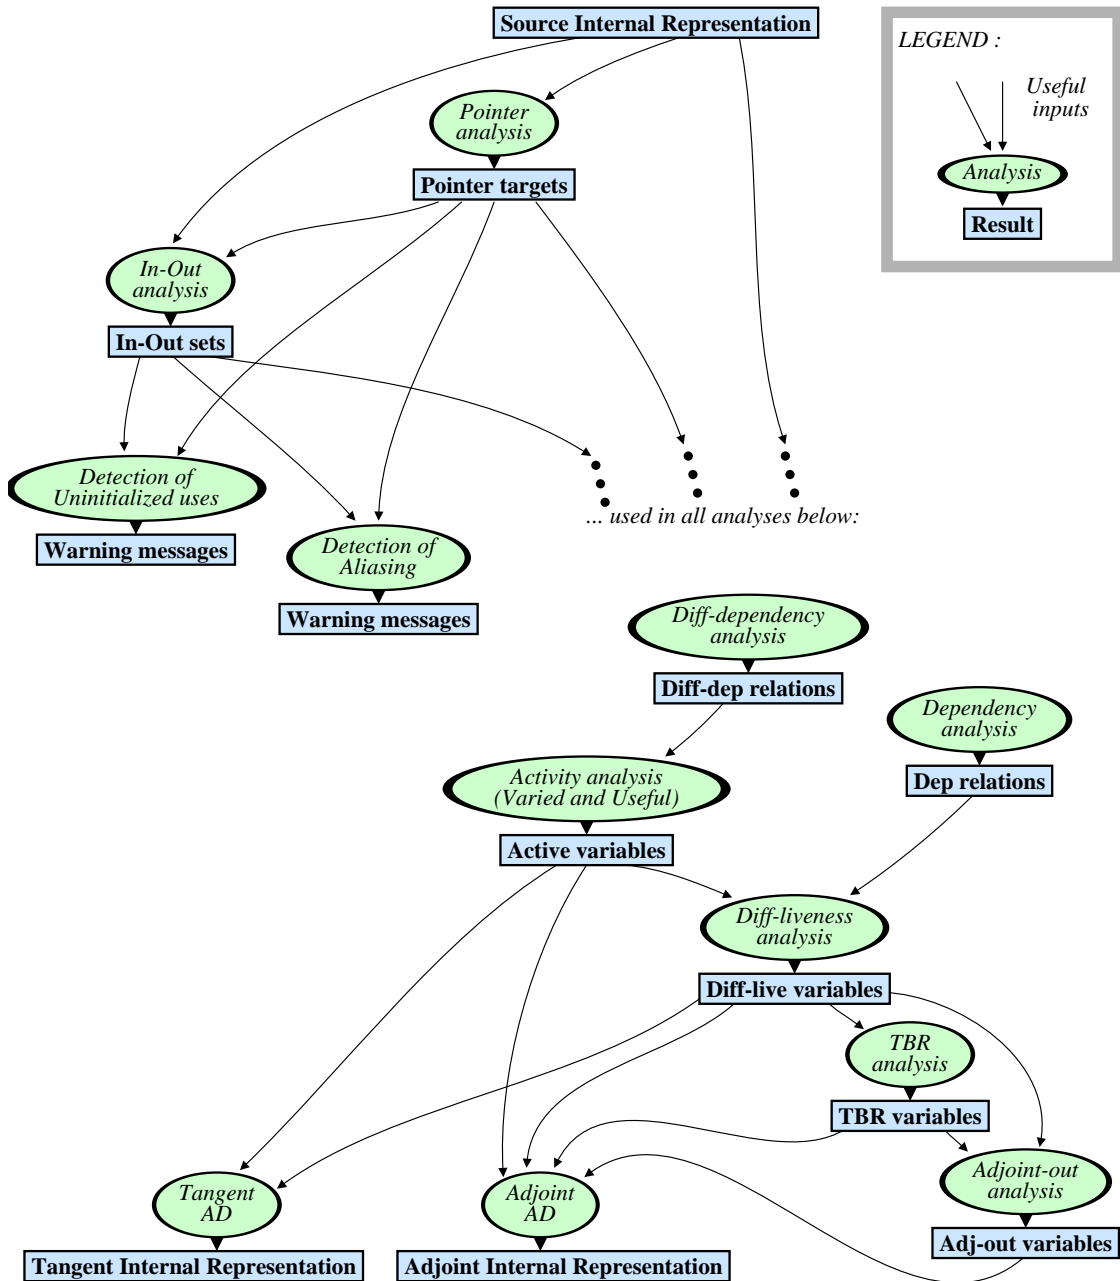 Source Internal Representation
LEGEND :
Useful
inputs
Analysis
Result
Pointer
analysis
Pointer targets
In-Out
analysis
In-Out sets
Detection of
Uninitialized uses
Warning messages
Detection of
Aliasing
Warning messages
... used in all analyses below:
Diff-dependency
analysis
Diff-dep relations
Dependency
analysis
Dep relations
Activity analysis
(Varied and Useful)
Active variables
Diff-liveness
analysis
Diff-live variables
TBR
analysis
TBR variables
Adjoint-out
analysis
Adj-out variables
Tangent
AD
Tangent Internal Representation
Adjoint
AD
Adjoint Internal Representation